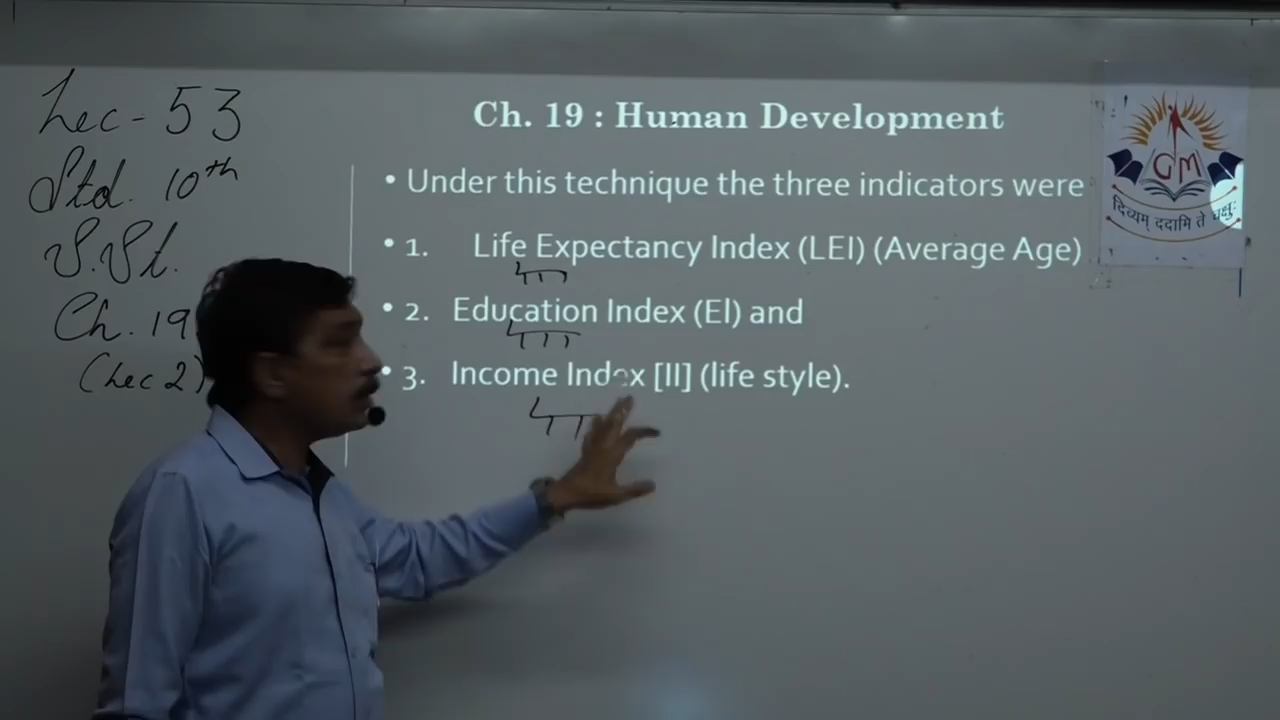 Lec - 53
Std. 10th
S.St.
Ch. 19
(Lec 2)
Ch. 19 : Human Development
• Under this technique the three indicators were
• 1. Life Expectancy Index (LEI) (Average Age)
• 2. Education Index (EI) and
• 3. Income Index [II] (life style).
GM
दिव्यम् ददामि ते चक्षुः